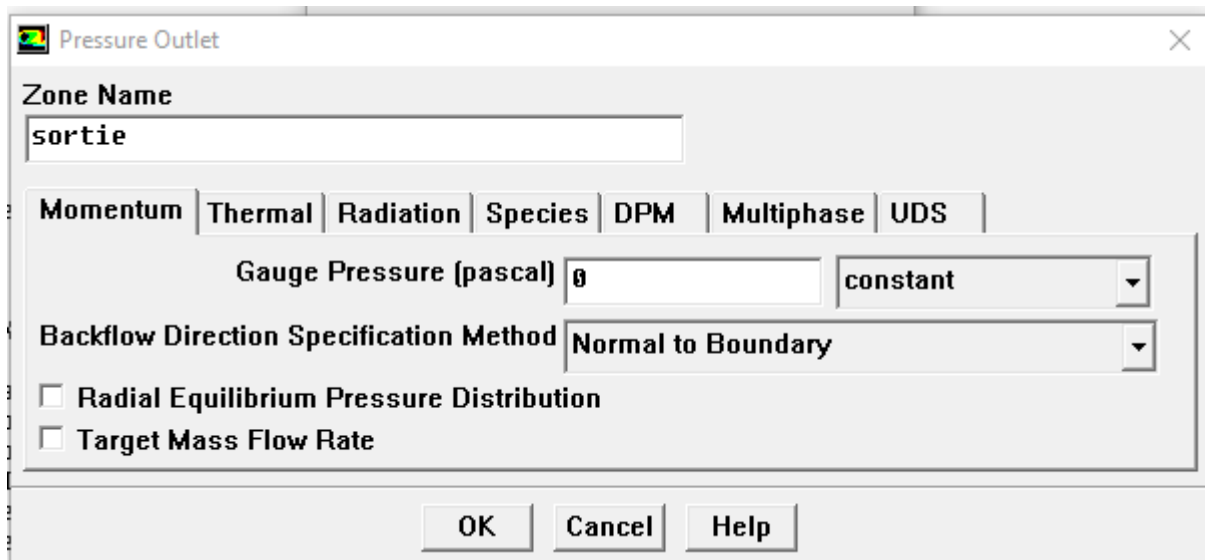 Pressure Outlet
Zone Name
sortie
Momentum Thermal Radiation Species DPM Multiphase UDS
Gauge Pressure (pascal) 0 constant
Backflow Direction Specification Method Normal to Boundary
Radial Equilibrium Pressure Distribution
Target Mass Flow Rate
OK Cancel Help